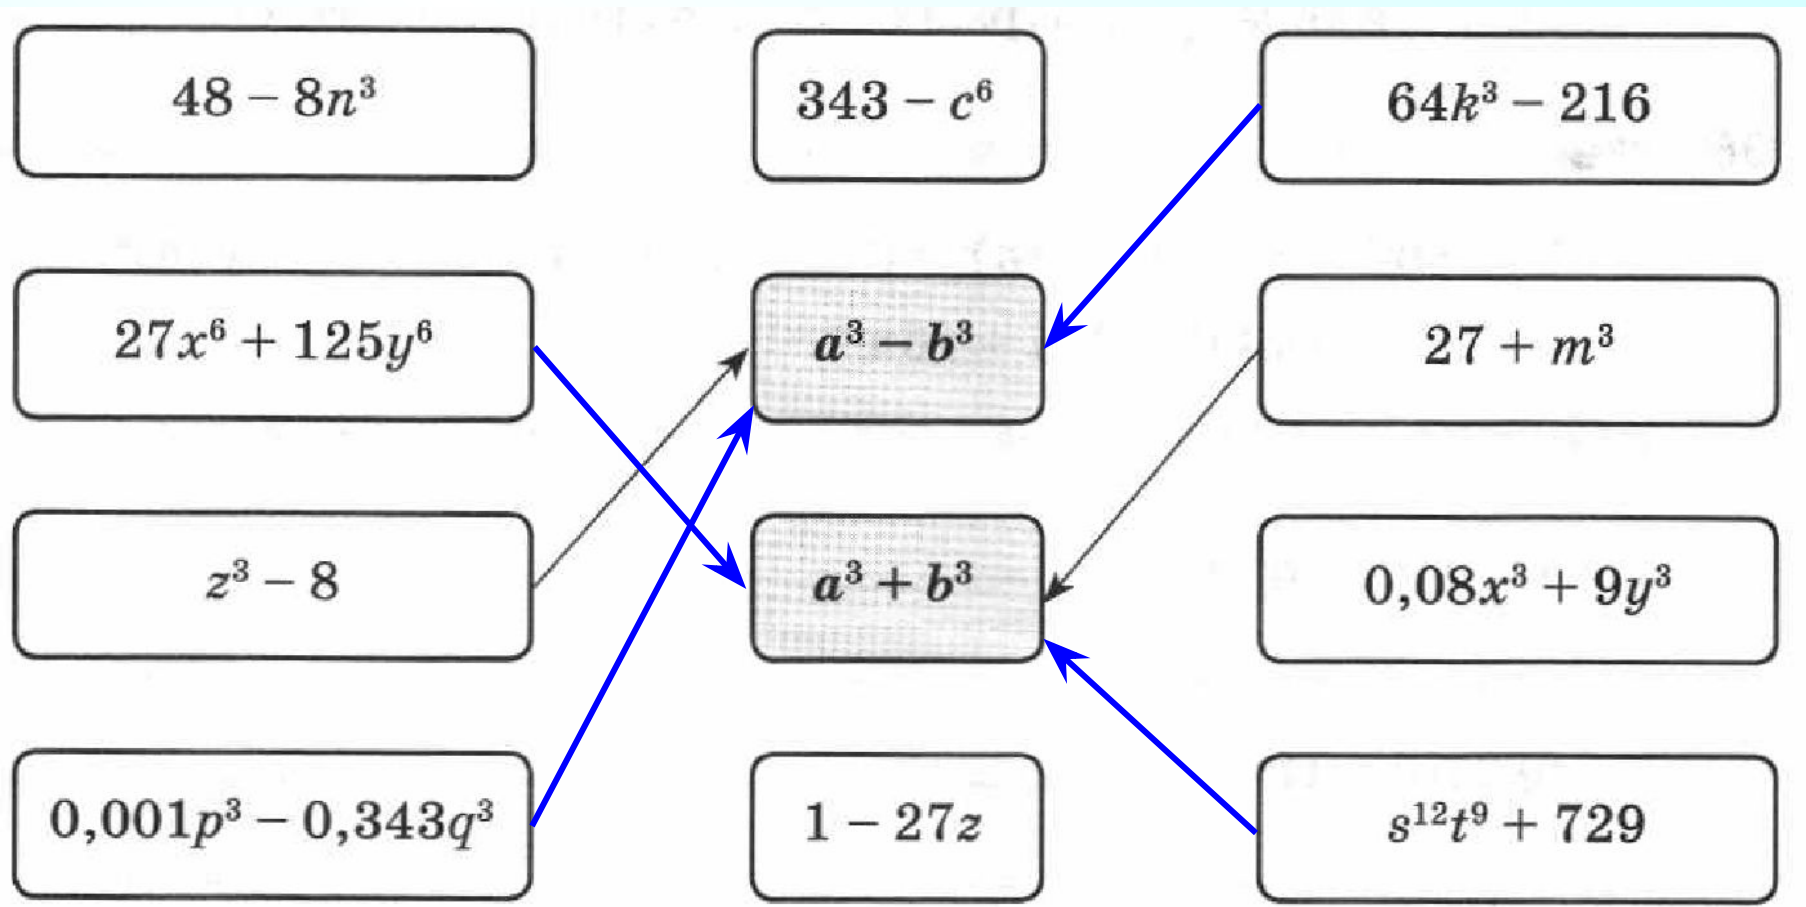 48 – 8n³
343 – c⁶
64k³ – 216
27x⁶ + 125y⁶
a³ – b³
27 + m³
z³ – 8
a³ + b³
0,08x³ + 9y³
0,001p³ – 0,343q³
1 – 27z
s¹²t⁹ + 729